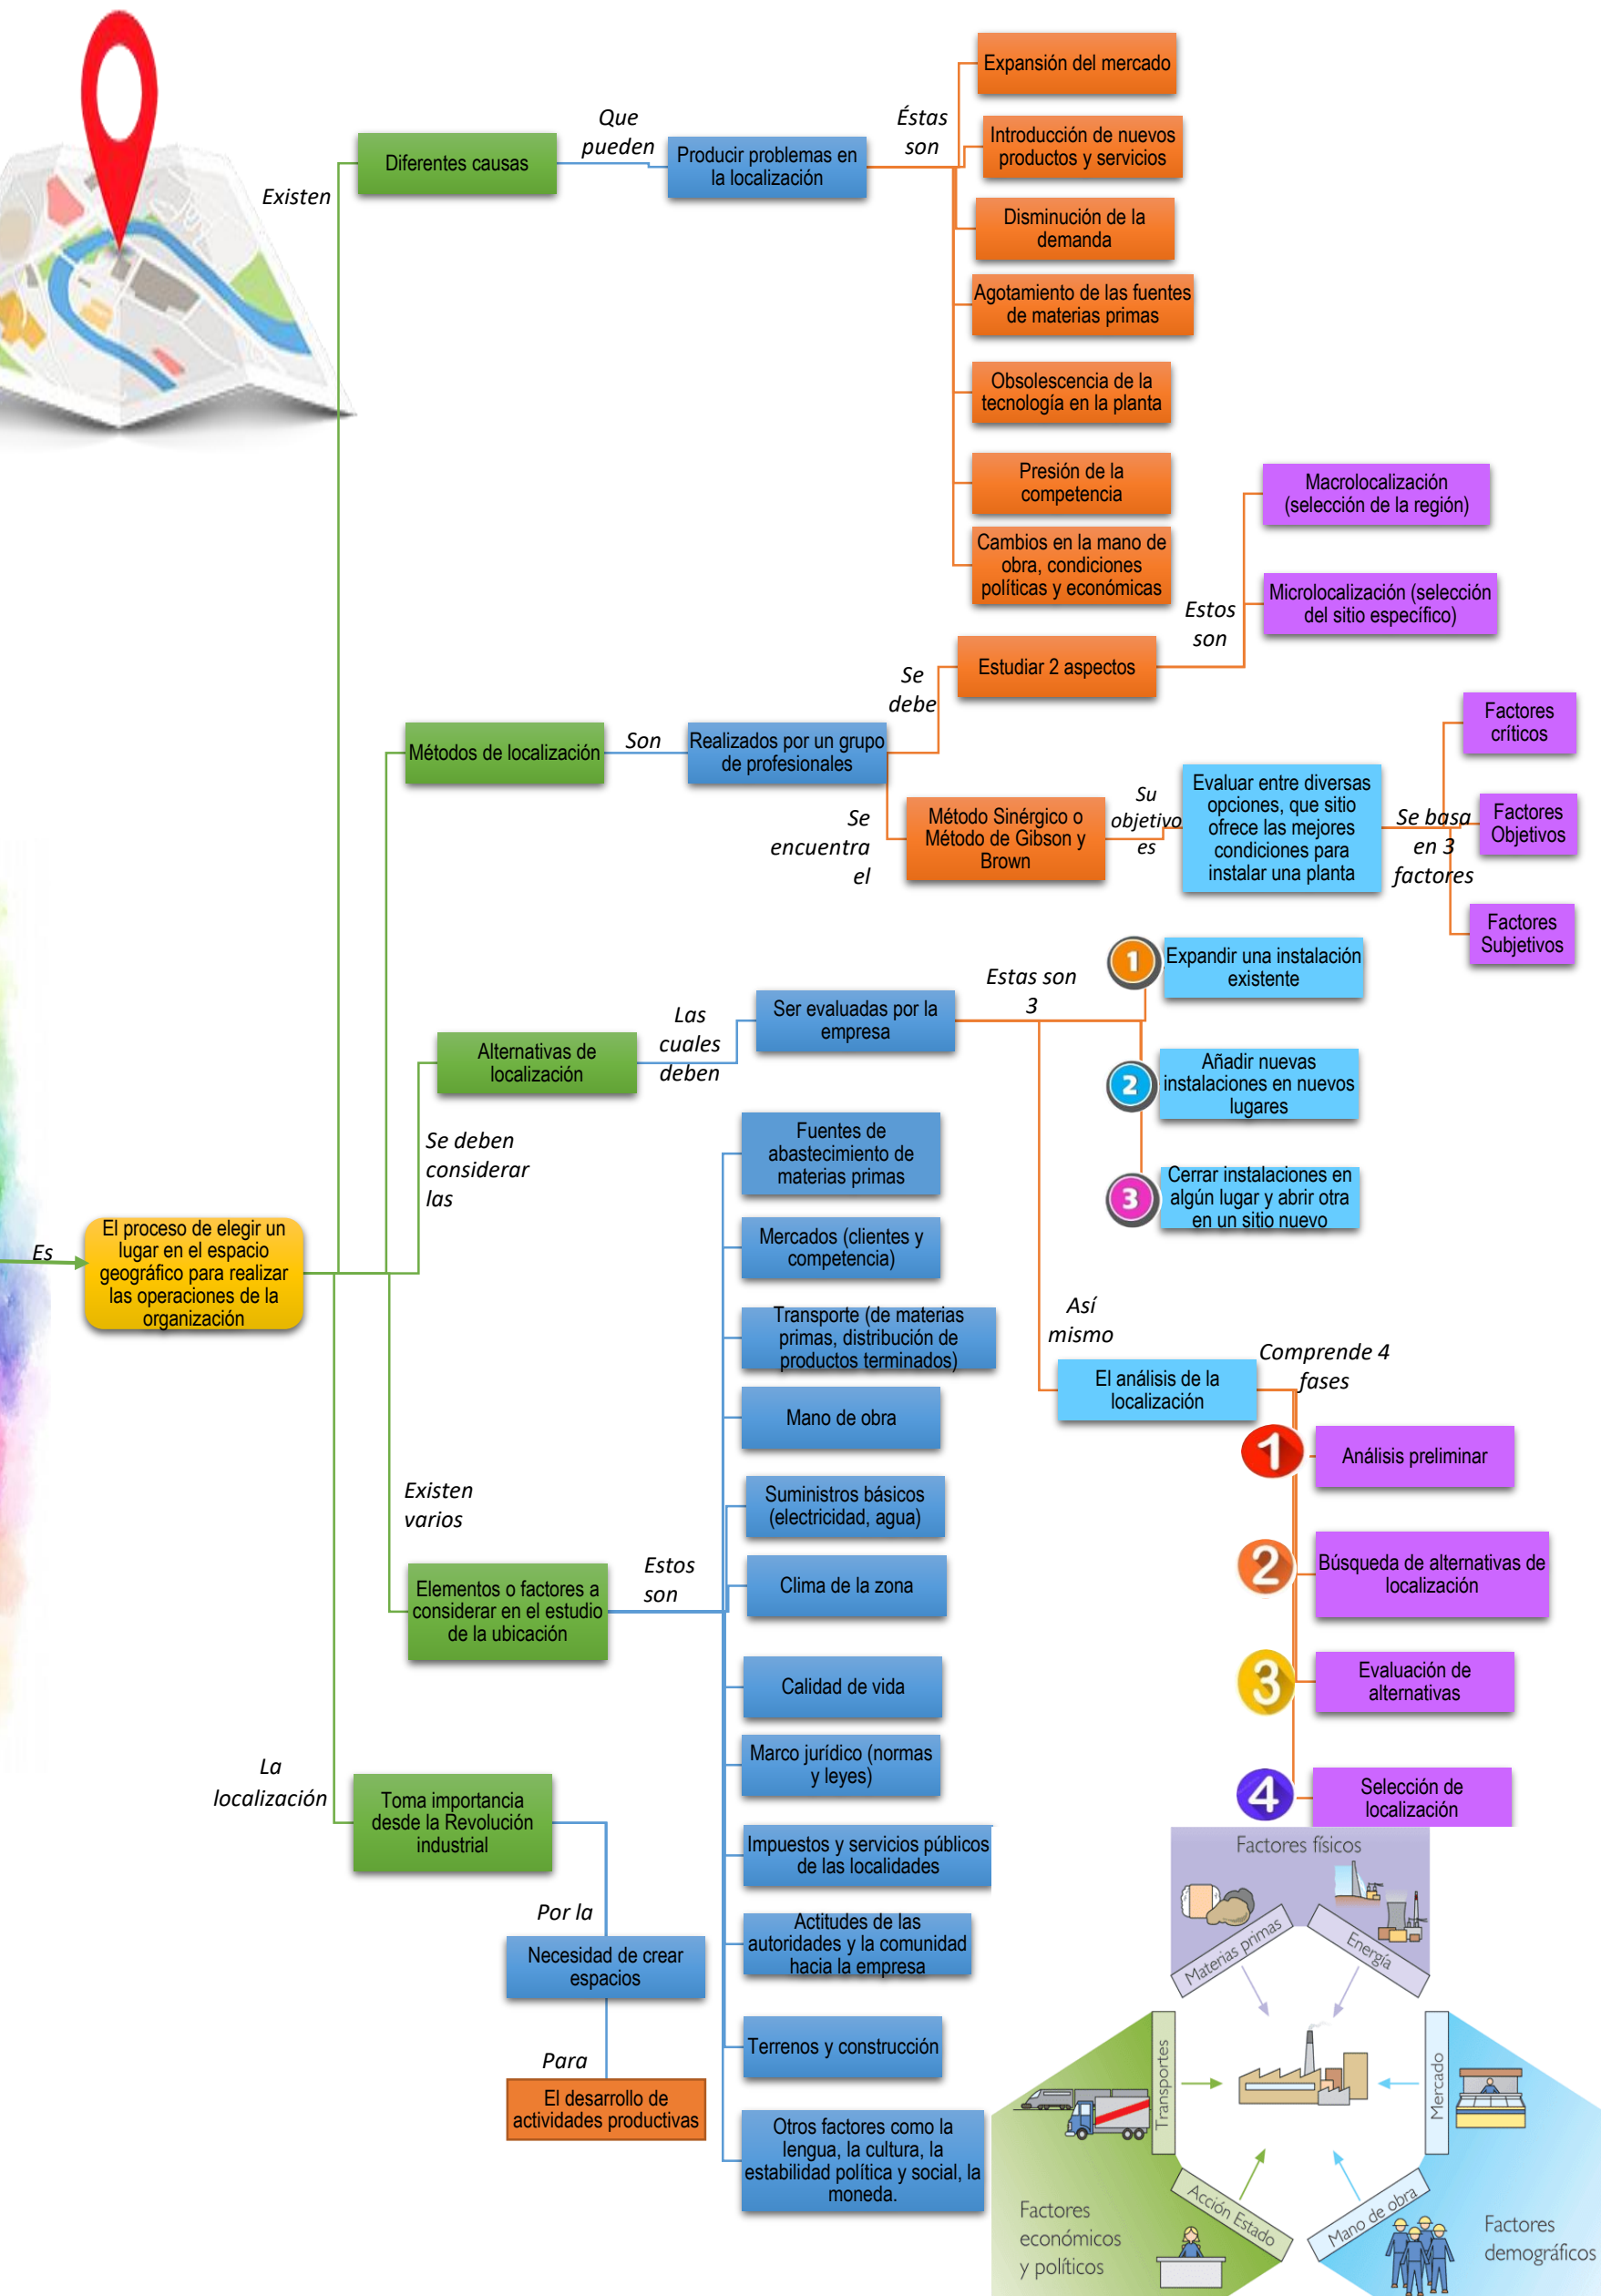 Es
El proceso de elegir un
lugar en el espacio
geográfico para realizar
las operaciones de la
organización
Existen
Diferentes causas
Que
pueden
Producir problemas en
la localización
Éstas
son
Expansión del mercado
Introducción de nuevos
productos y servicios
Disminución de la
demanda
Agotamiento de las fuentes
de materias primas
Obsolescencia de la
tecnología en la planta
Presión de la
competencia
Cambios en la mano de
obra, condiciones
políticas y económicas
Métodos de localización
Son
Realizados por un grupo
de profesionales
Se
debe
Estudiar 2 aspectos
Estos
son
Macrolocalización
(selección de la región)
Microlocalización (selección
del sitio específico)
Se
encuentra
el
Método Sinérgico o
Método de Gibson y
Brown
Su
objetivo
es
Evaluar entre diversas
opciones, que sitio
ofrece las mejores
condiciones para
instalar una planta
Se basa
en 3
factores
Factores
críticos
Factores
Objetivos
Factores
Subjetivos
Se deben
considerar
las
Alternativas de
localización
Las
cuales
deben
Ser evaluadas por la
empresa
Estas son
3
1
Expandir una instalación
existente
2
Añadir nuevas
instalaciones en nuevos
lugares
3
Cerrar instalaciones en
algún lugar y abrir otra
en un sitio nuevo
Así
mismo
El análisis de la
localización
Comprende 4
fases
1
Análisis preliminar
2
Búsqueda de alternativas de
localización
3
Evaluación de
alternativas
4
Selección de
localización
Existen
varios
Elementos o factores a
considerar en el estudio
de la ubicación
Estos
son
Fuentes de
abastecimiento de
materias primas
Mercados (clientes y
competencia)
Transporte (de materias
primas, distribución de
productos terminados)
Mano de obra
Suministros básicos
(electricidad, agua)
Clima de la zona
Calidad de vida
Marco jurídico (normas
y leyes)
Impuestos y servicios públicos
de las localidades
Actitudes de las
autoridades y la comunidad
hacia la empresa
Terrenos y construcción
Otros factores como la
lengua, la cultura, la
estabilidad política y social, la
moneda.
La
localización
Toma importancia
desde la Revolución
industrial
Por la
Necesidad de crear
espacios
Para
El desarrollo de
actividades productivas
Factores físicos
Materias primas
Energía
Transportes
Mercado
Acción Estado
Mano de obra
Factores
económicos
y políticos
Factores
demográficos